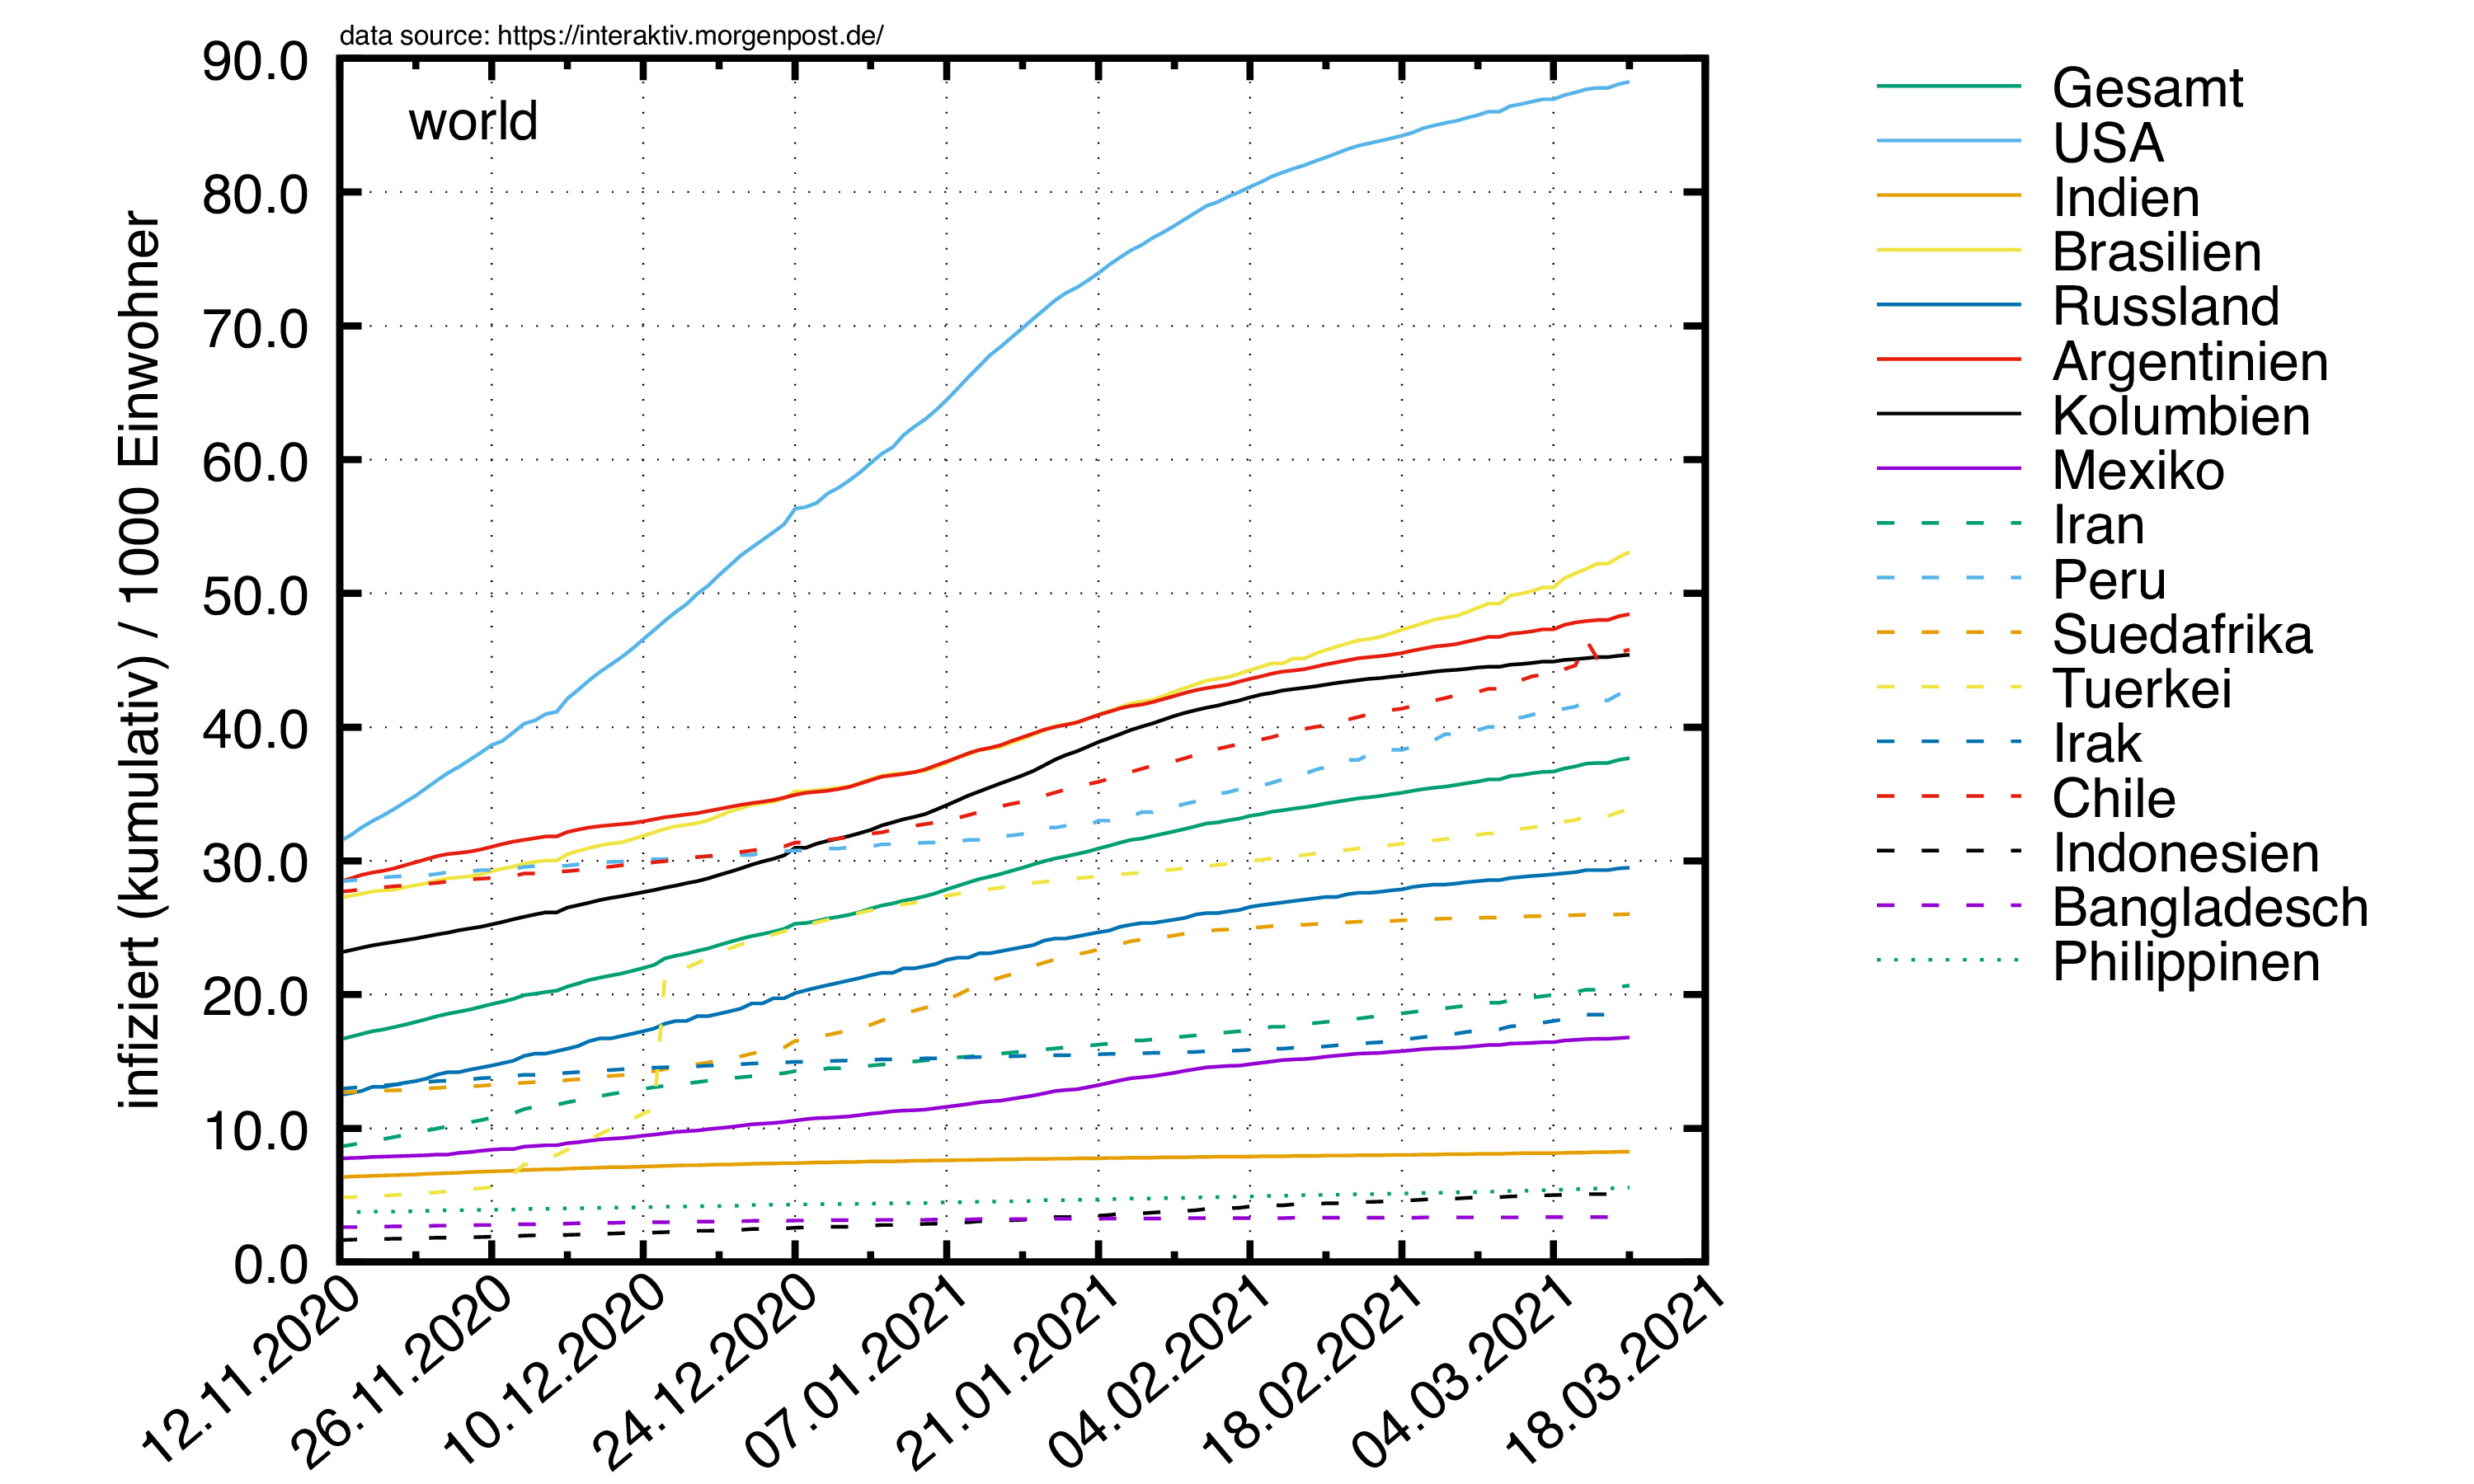 data source: https://interaktiv.morgenpost.de/
world
infiziert (kumulativ) / 1000 Einwohner
90.0
80.0
70.0
60.0
50.0
40.0
30.0
20.0
10.0
0.0
12.11.2020
26.11.2020
10.12.2020
24.12.2020
07.01.2021
21.01.2021
04.02.2021
18.02.2021
04.03.2021
18.03.2021
Gesamt
USA
Indien
Brasilien
Russland
Argentinien
Kolumbien
Mexiko
Iran
Peru
Suedafrika
Tuerkei
Irak
Chile
Indonesien
Bangladesch
Philippinen